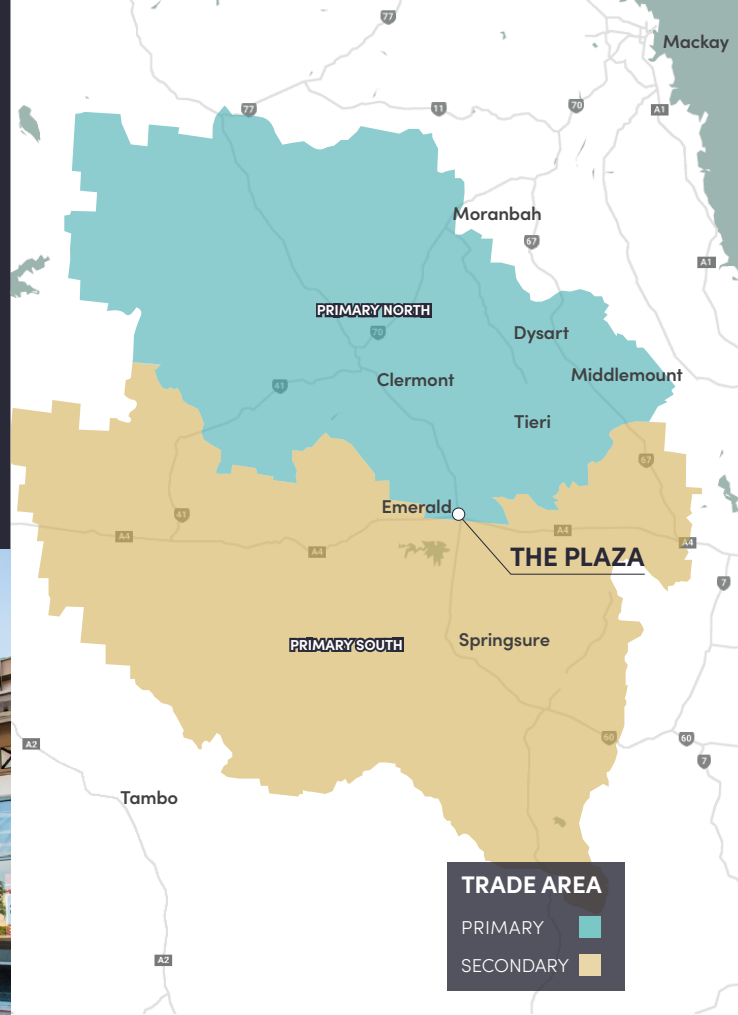 77
Mackay
77
11
70
A1
Moranbah
67
A1
PRIMARY NORTH
70
Dysart
Middlemount
Clermont
41
Tieri
67
Emerald
41
A4
A4
A4
A4
THE PLAZA
7
PRIMARY SOUTH
Springsure
60
60
A2
7
Tambo
TRADE AREA
PRIMARY
SECONDARY
A2